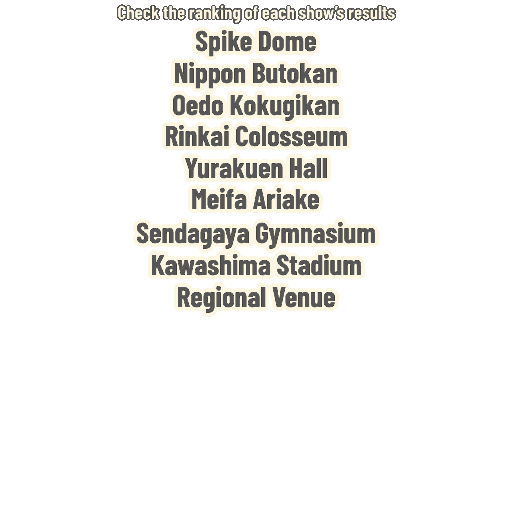 Check the ranking of each show's results
Spike Dome
Nippon Butokan
Oedo Kokugikan
Rinkai Colosseum
Yurakuen Hall
Meifa Ariake
Sendagaya Gymnasium
Kawashima Stadium
Regional Venue